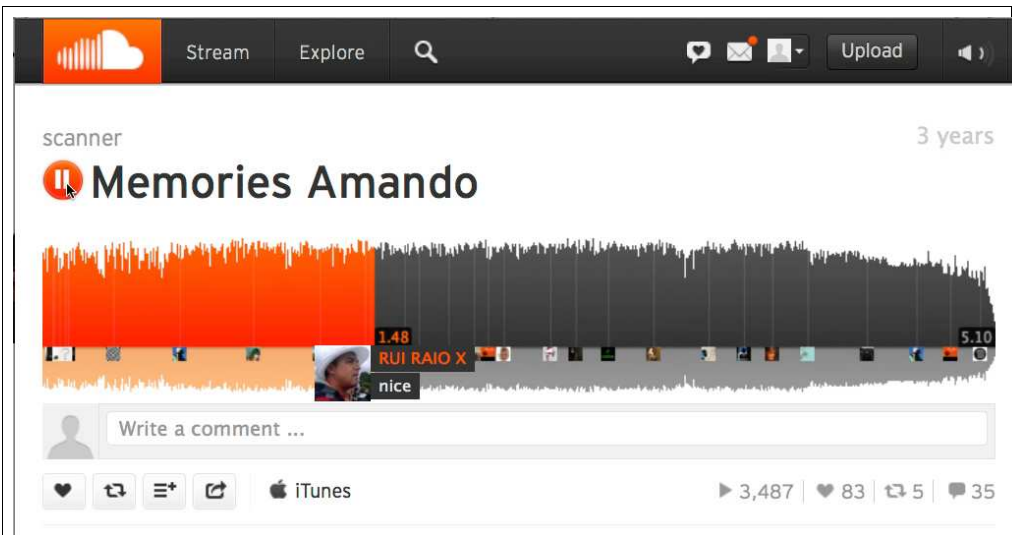 Stream Explore Upload
scanner 3 years
Memories Amando
1.48 5.10
RUI RAIO X
nice
Write a comment ...
iTunes 3,487 83 5 35